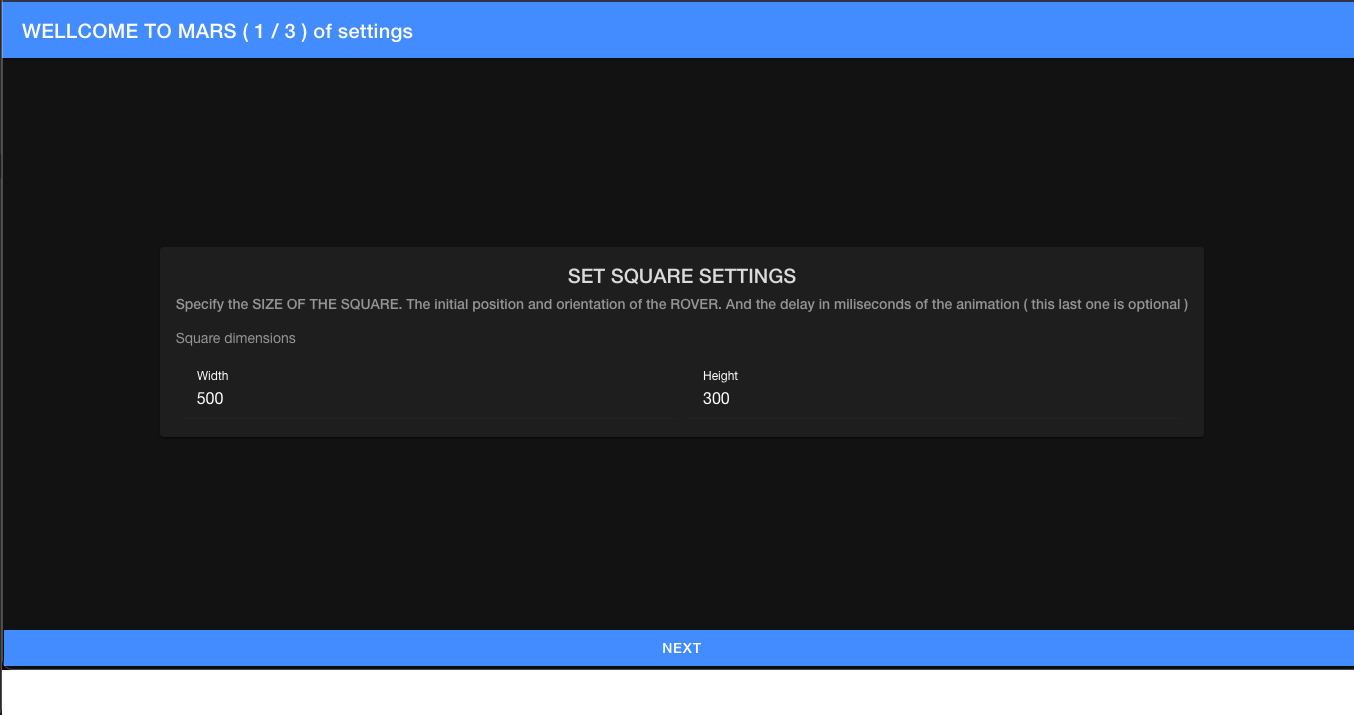 WELLCOME TO MARS ( 1 / 3 ) of settings
SET SQUARE SETTINGS
Specify the SIZE OF THE SQUARE. The initial position and orientation of the ROVER. And the delay in miliseconds of the animation ( this last one is optional )
Square dimensions
Width
Height
500
300
NEXT